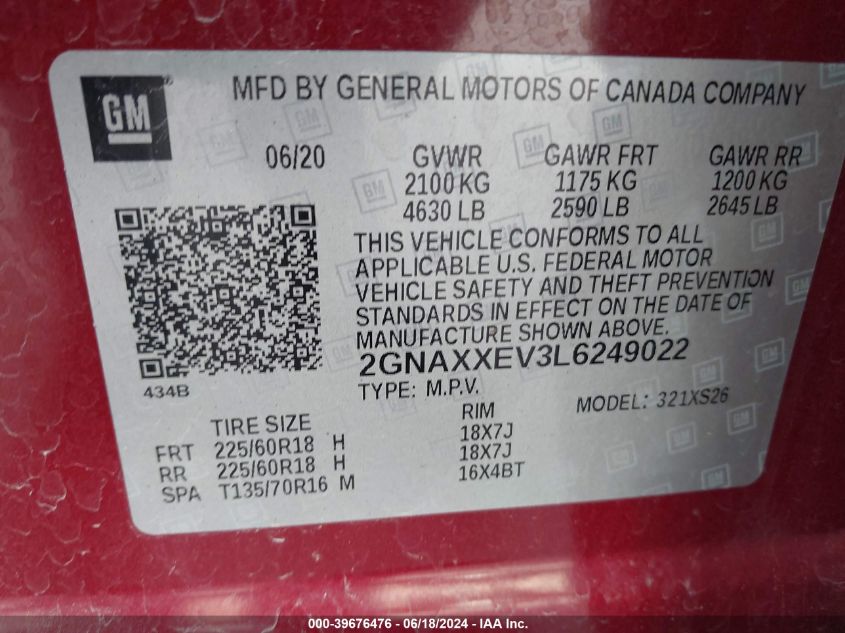 GM
MFD BY GENERAL MOTORS OF CANADA COMPANY
06/20 GVWR GAWR FRT GAWR RR
2100 KG 1175 KG 1200 KG
4630 LB 2590 LB 2645 LB
THIS VEHICLE CONFORMS TO ALL
APPLICABLE U.S. FEDERAL MOTOR
VEHICLE SAFETY AND THEFT PREVENTION
STANDARDS IN EFFECT ON THE DATE OF
MANUFACTURE SHOWN ABOVE.
2GNAXXEV3L6249022
434B TYPE: M.P.V. MODEL: 321XS26
TIRE SIZE RIM
FRT 225/60R18 H 18X7J
RR 225/60R18 H 18X7J
SPA T135/70R16 M 16X4BT
000-39676476 - 06/18/2024 - IAA Inc.